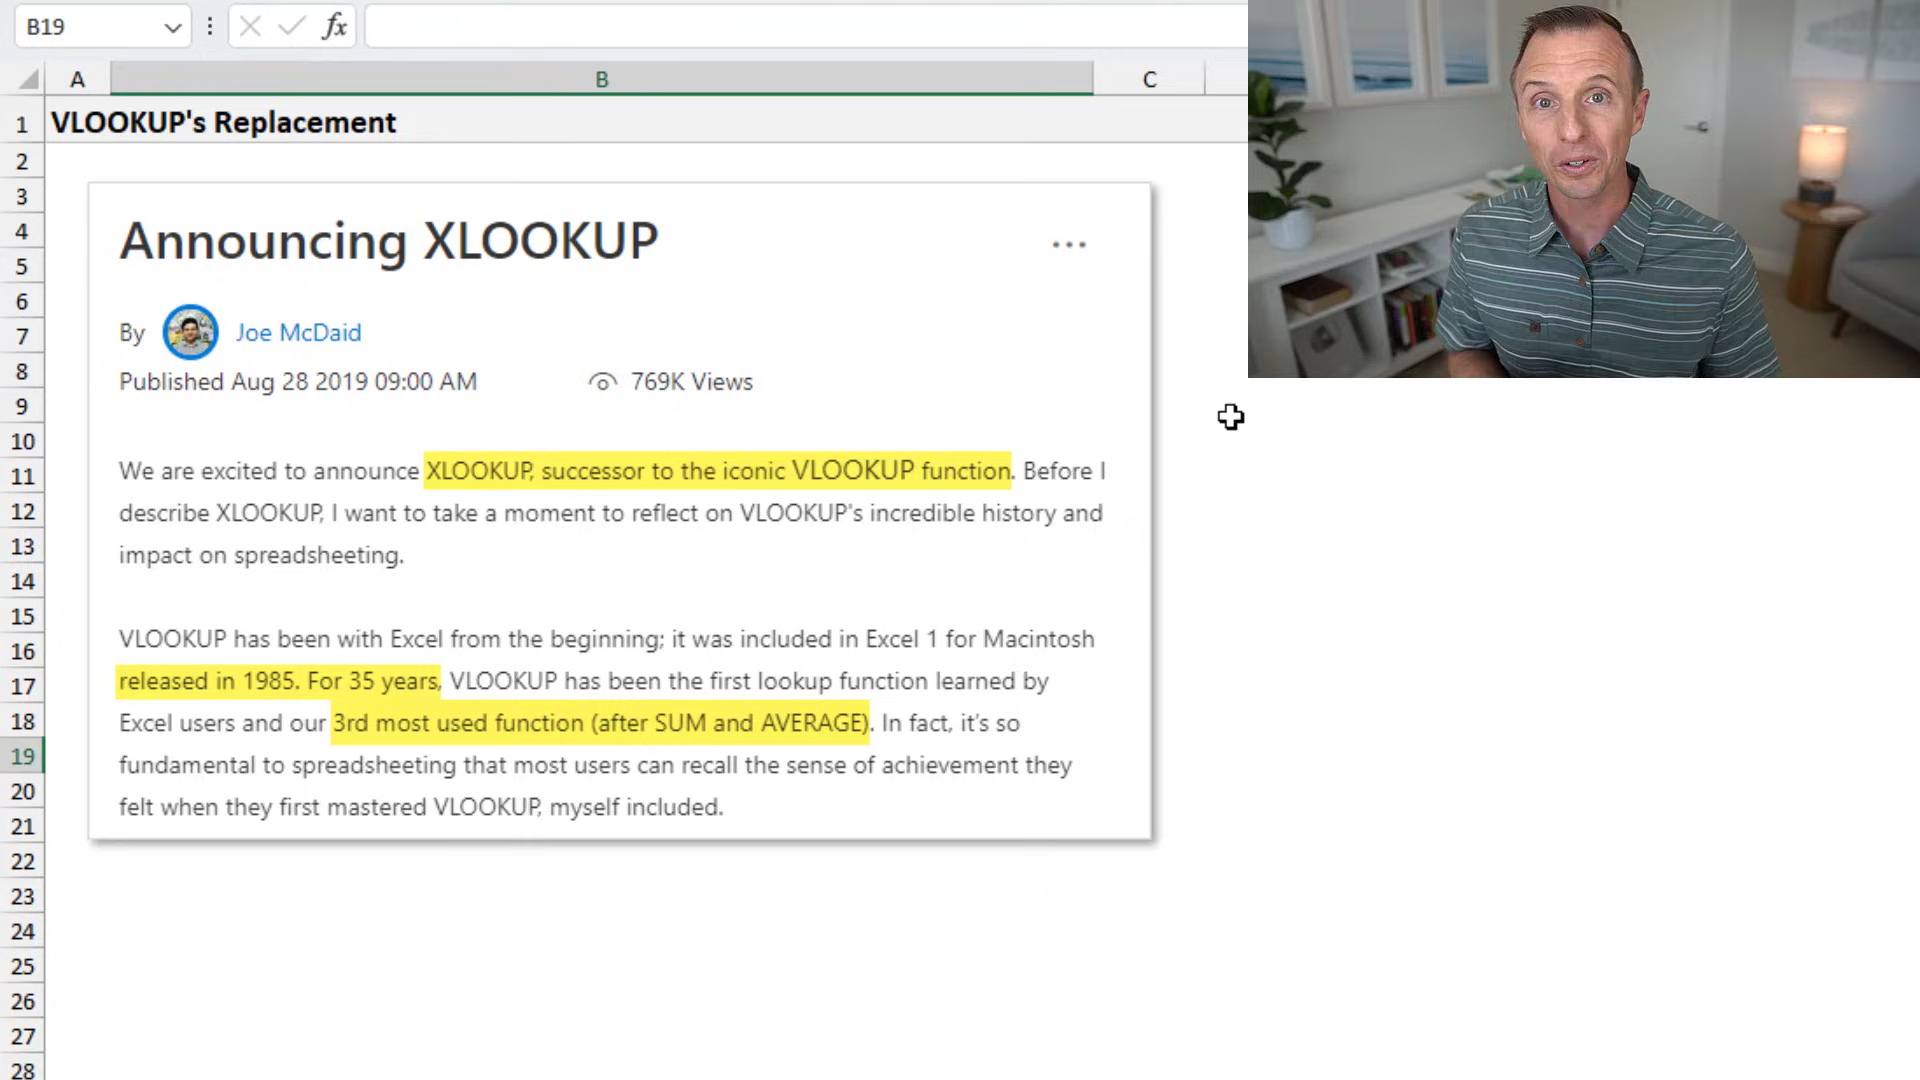 B19
fx
A B C
1 VLOOKUP's Replacement
2
3
4 Announcing XLOOKUP
5
6
7 By Joe McDaid
8 Published Aug 28 2019 09:00 AM 769K Views
9
10
11 We are excited to announce XLOOKUP, successor to the iconic VLOOKUP function. Before I
12 describe XLOOKUP, I want to take a moment to reflect on VLOOKUP's incredible history and
13 impact on spreadsheeting.
14
15
16 VLOOKUP has been with Excel from the beginning; it was included in Excel 1 for Macintosh
17 released in 1985. For 35 years, VLOOKUP has been the first lookup function learned by
18 Excel users and our 3rd most used function (after SUM and AVERAGE). In fact, it's so
19 fundamental to spreadsheeting that most users can recall the sense of achievement they
20 felt when they first mastered VLOOKUP, myself included.
21
22
23
24
25
26
27
28